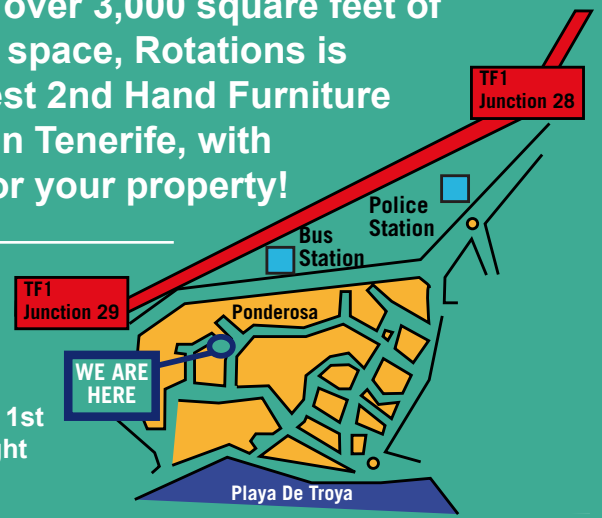 over 3,000 square feet of
space, Rotations is
est 2nd Hand Furniture
n Tenerife, with
or your property!
TF1
Junction 28
Police
Station
Bus
Station
TF1
Junction 29
Ponderosa
WE ARE
HERE
1st
ght
Playa De Troya